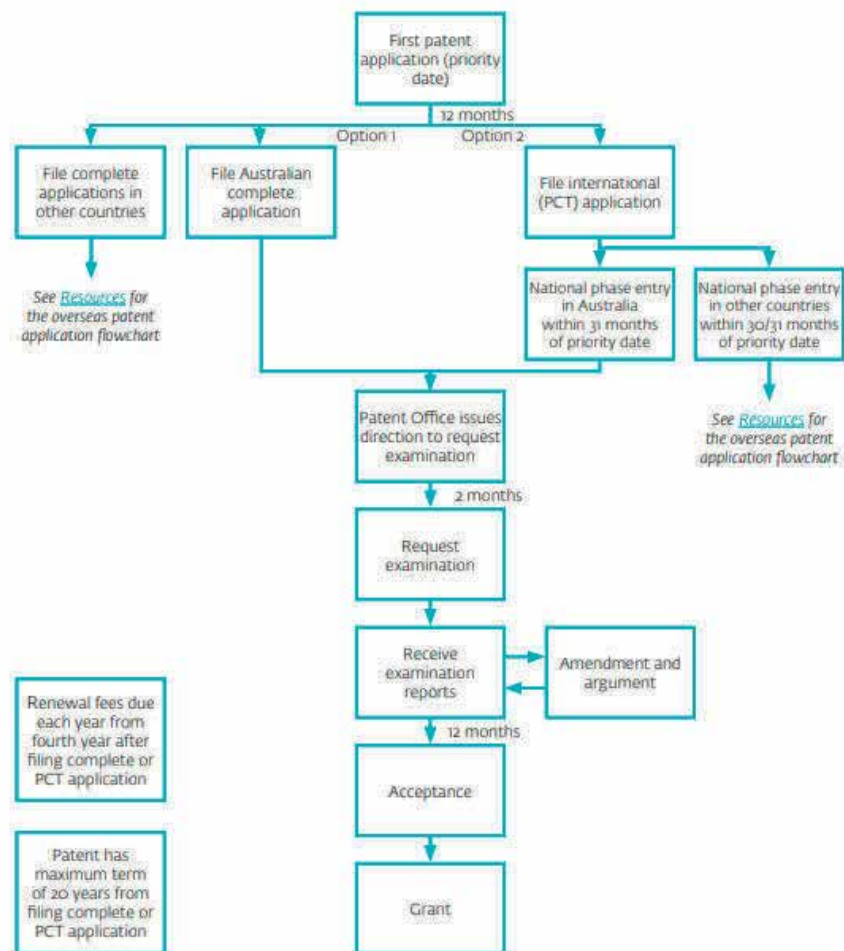 First patent
application (priority
date)
12 months
Option 1
Option 2
File complete
applications in
other countries
File Australian
complete
application
File international
(PCT) application
See Resources for
the overseas patent
application flowchart
National phase entry
in Australia
within 31 months
of priority date
National phase entry
in other countries
within 30/31 months
of priority date
See Resources for
the overseas patent
application flowchart
Patent Office issues
direction to request
examination
2 months
Request
examination
Receive
examination
reports
Amendment and
argument
12 months
Acceptance
Grant
Renewal fees due
each year from
fourth year after
filing complete or
PCT application
Patent has
maximum term
of 20 years from
filing complete or
PCT application